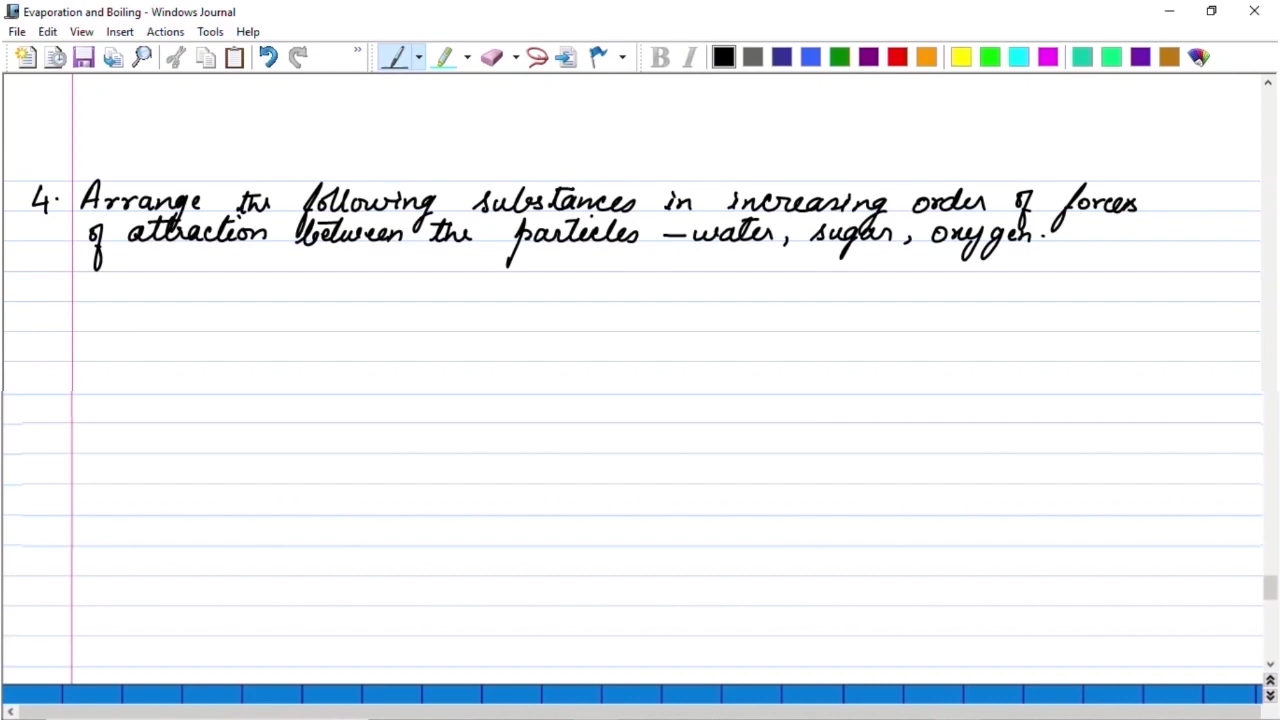 Evaporation and Boiling - Windows Journal
File Edit View Insert Actions Tools Help
» B I
4. Arrange the following substances in increasing order of forces
of attraction between the particles – water, sugar, oxygen.